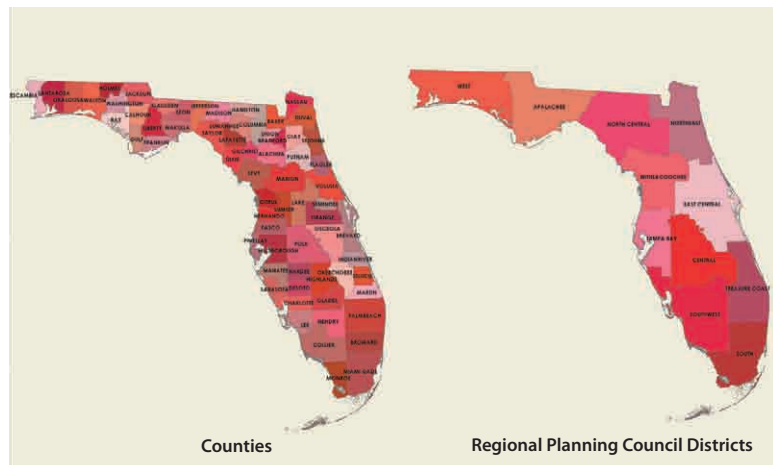 ESCAMBIA
SANTA ROSA
OKALOOSA
WALTON
HOLMES
JACKSON
WASHINGTON
BAY
CALHOUN
GULF
GADSDEN
LIBERTY
FRANKLIN
LEON
WAKULLA
JEFFERSON
MADISON
TAYLOR
HAMILTON
SUWANNEE
LAFAYETTE
DIXIE
COLUMBIA
BAKER
NASSAU
DUVAL
UNION
BRADFORD
CLAY
ST JOHNS
GILCHRIST
ALACHUA
PUTNAM
FLAGLER
LEVY
MARION
VOLUSIA
CITRUS
SUMTER
LAKE
SEMINOLE
HERNANDO
ORANGE
PASCO
OSCEOLA
BREVARD
PINELLAS
HILLSBOROUGH
POLK
INDIAN RIVER
MANATEE
HARDEE
HIGHLANDS
OKEECHOBEE
ST LUCIE
SARASOTA
DESOTO
MARTIN
CHARLOTTE
GLADES
PALM BEACH
LEE
HENDRY
COLLIER
BROWARD
MONROE
MIAMI-DADE
Counties
WEST
APALACHEE
NORTH CENTRAL
NORTHEAST
WITHLACOOCHEE
EAST CENTRAL
TAMPA BAY
CENTRAL
TREASURE COAST
SOUTHWEST
SOUTH
Regional Planning Council Districts